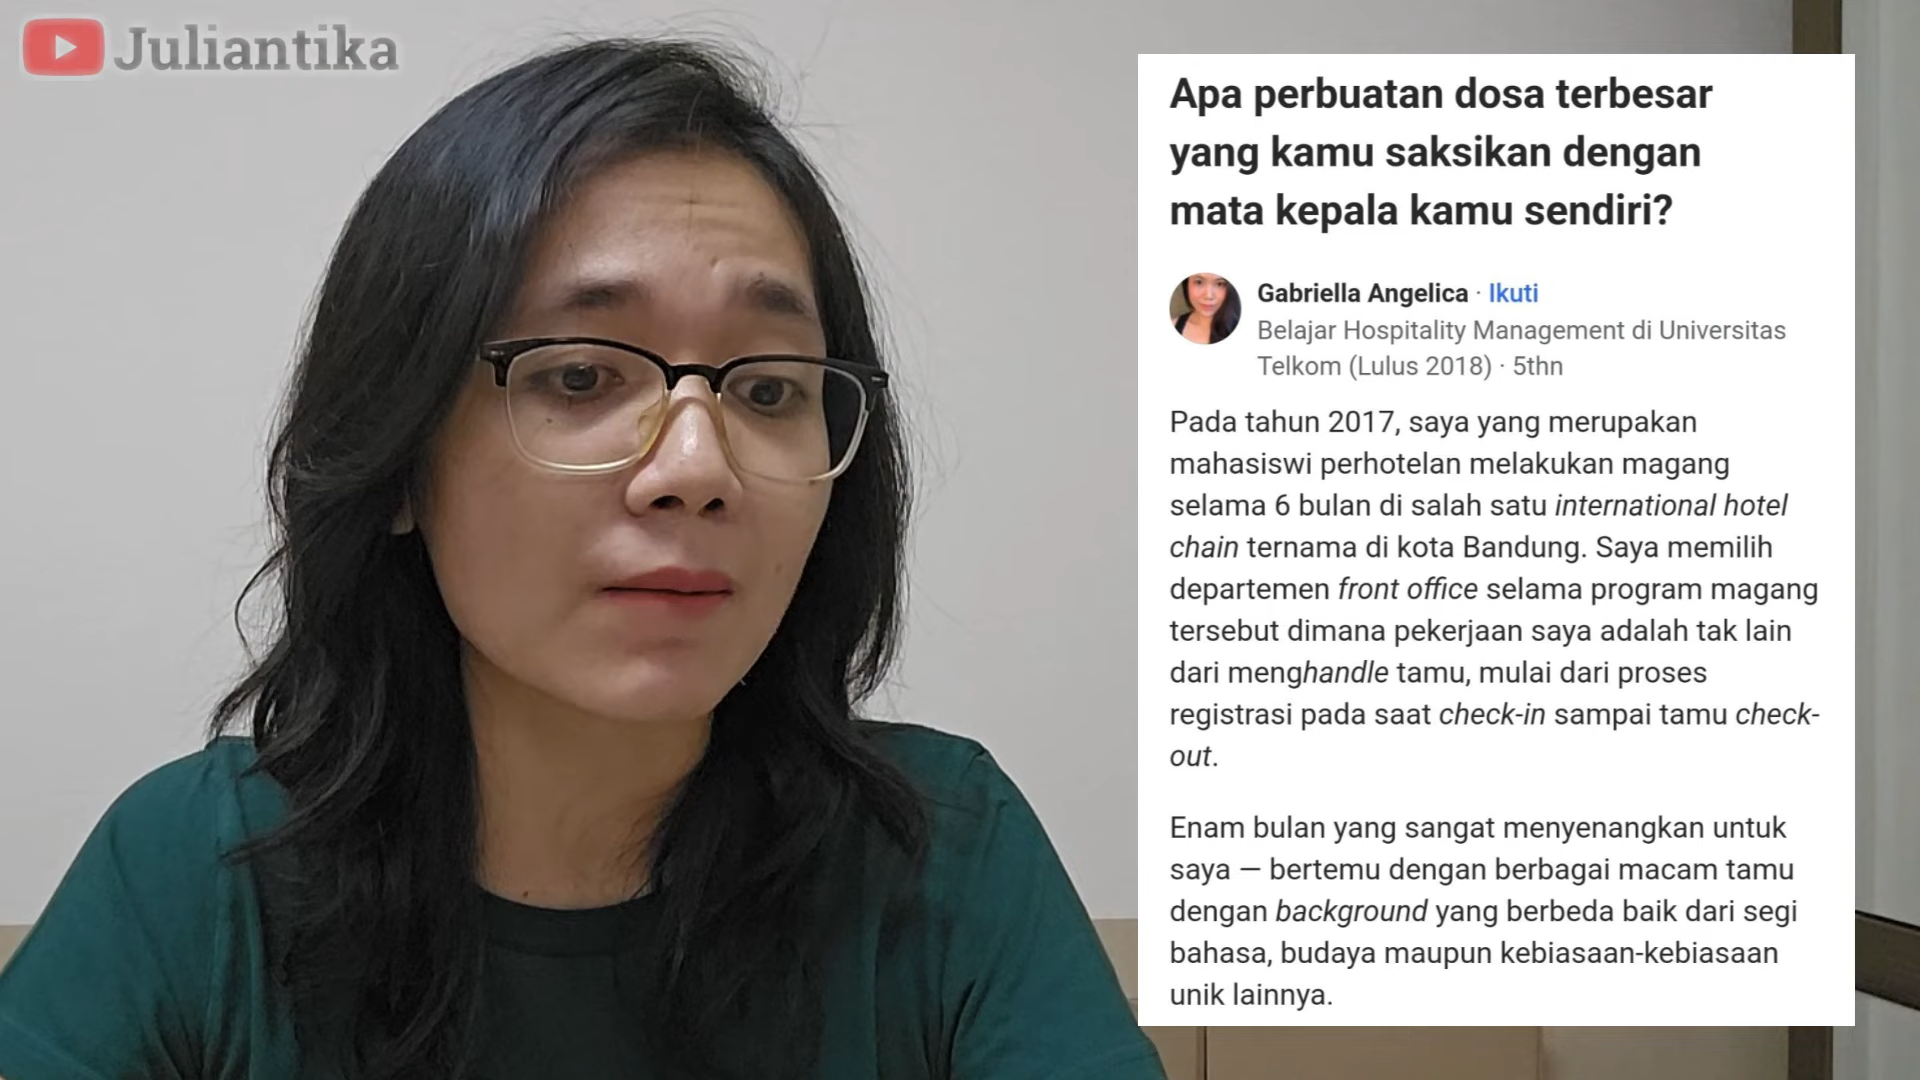 Juliantika
Apa perbuatan dosa terbesar
yang kamu saksikan dengan
mata kepala kamu sendiri?
Gabriella Angelica · Ikuti
Belajar Hospitality Management di Universitas
Telkom (Lulus 2018) · 5thn
Pada tahun 2017, saya yang merupakan
mahasiswi perhotelan melakukan magang
selama 6 bulan di salah satu international hotel
chain ternama di kota Bandung. Saya memilih
departemen front office selama program magang
tersebut dimana pekerjaan saya adalah tak lain
dari menghandle tamu, mulai dari proses
registrasi pada saat check-in sampai tamu check-
out.
Enam bulan yang sangat menyenangkan untuk
saya — bertemu dengan berbagai macam tamu
dengan background yang berbeda baik dari segi
bahasa, budaya maupun kebiasaan-kebiasaan
unik lainnya.